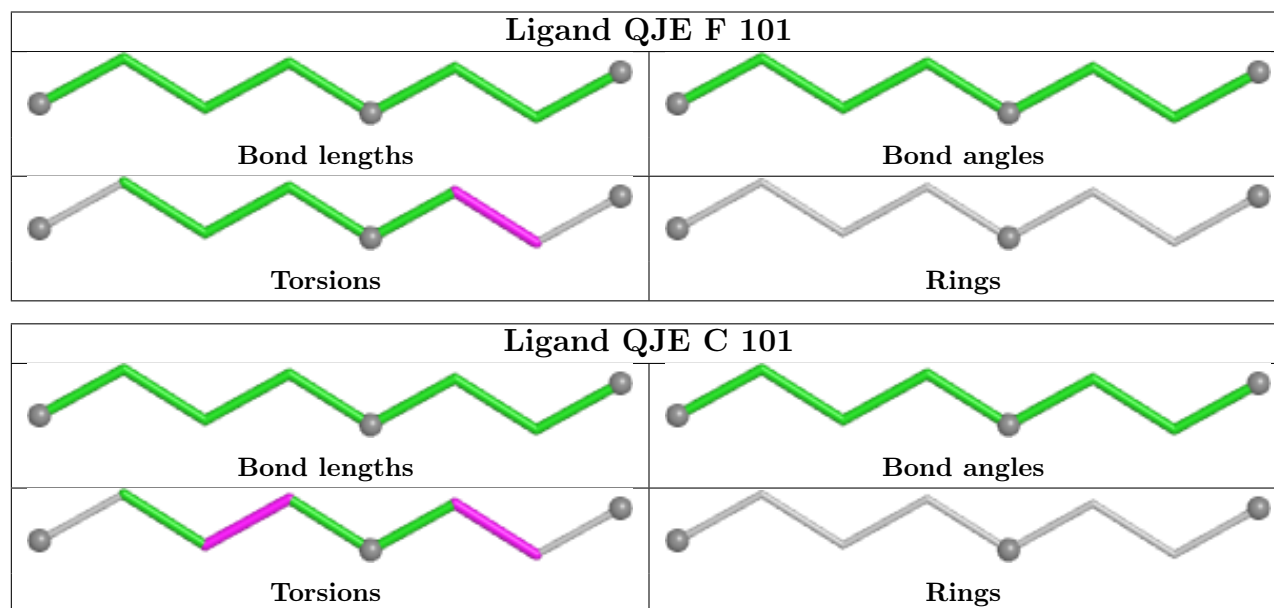 Ligand QJE F 101
Bond lengths
Bond angles
Torsions
Rings
Ligand QJE C 101
Bond lengths
Bond angles
Torsions
Rings